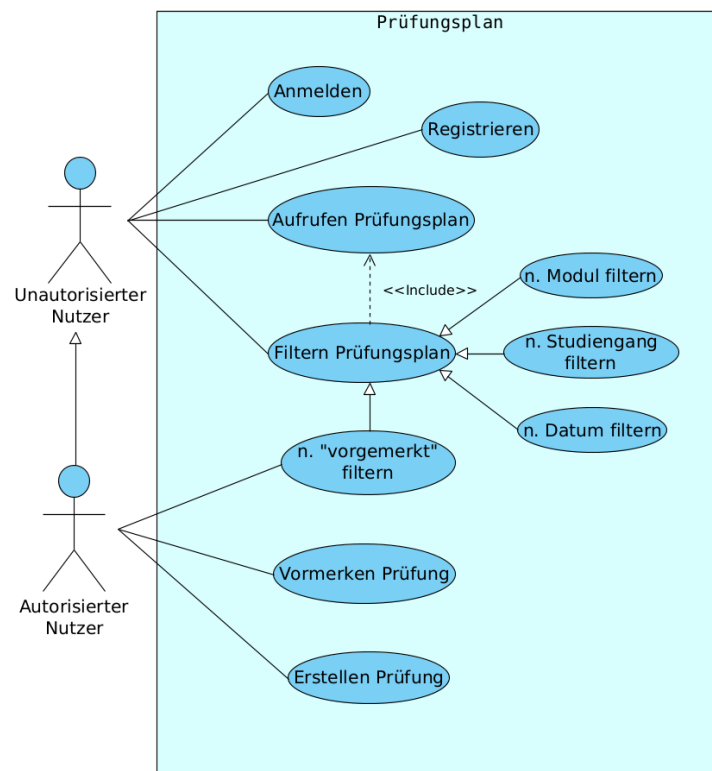 Prüfungsplan
Anmelden
Registrieren
Aufrufen Prüfungsplan
Unautorisierter
Nutzer
<<Include>>
n. Modul filtern
Filtern Prüfungsplan
n. Studiengang
filtern
n. Datum filtern
n. "vorgemerkt"
filtern
Autorisierter
Nutzer
Vormerken Prüfung
Erstellen Prüfung